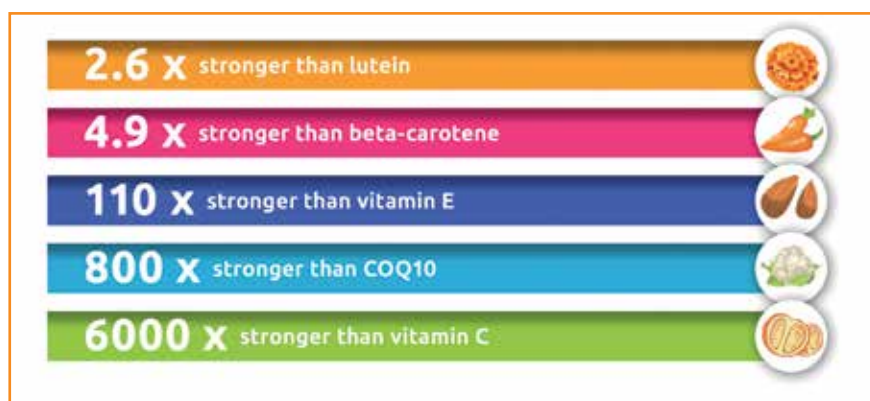 2.6 x stronger than lutein
4.9 x stronger than beta-carotene
110 x stronger than vitamin E
800 x stronger than COQ10
6000 x stronger than vitamin C